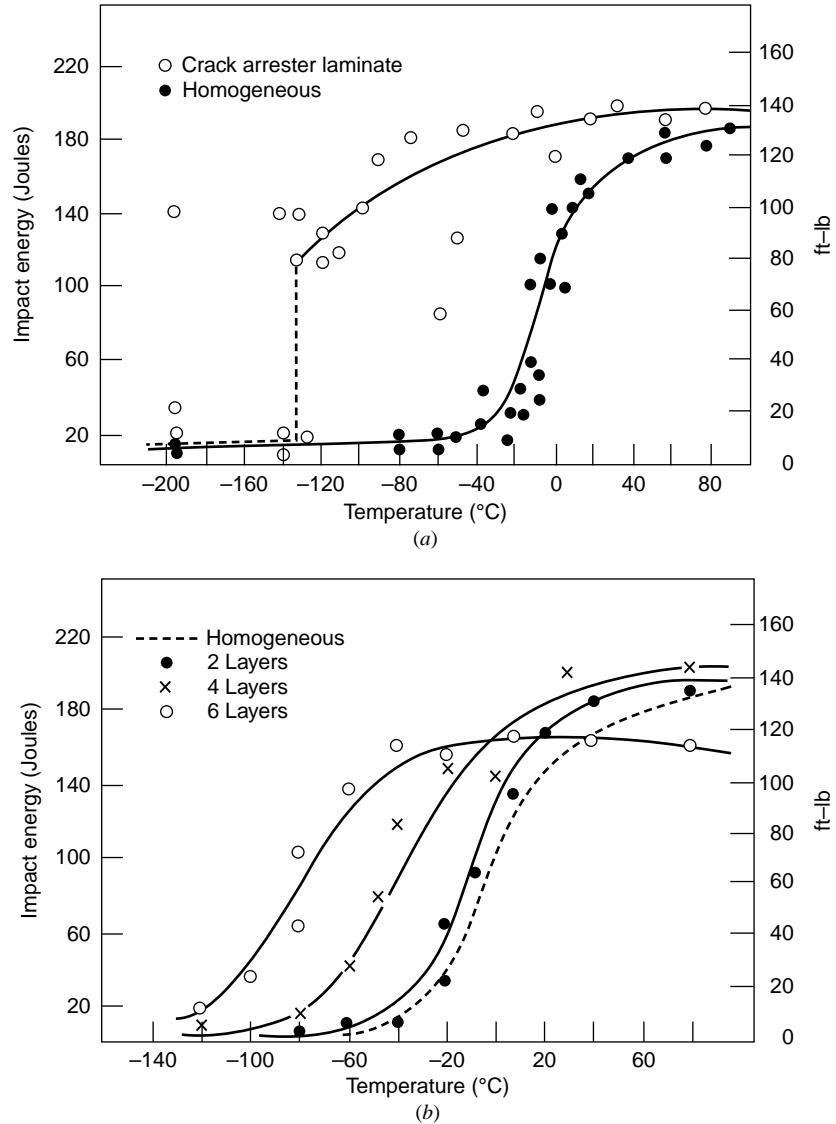 Crack arrester laminate
Homogeneous
Impact energy (Joules)
220
180
140
100
60
20
160
140
120
100
80
60
40
20
0
ft–lb
–200 –160 –120 –80 –40 0 40 80
Temperature (°C)
(a)
Homogeneous
2 Layers
4 Layers
6 Layers
Impact energy (Joules)
220
180
140
100
60
20
160
140
120
100
80
60
40
20
0
ft–lb
–140 –100 –60 –20 20 60
Temperature (°C)
(b)